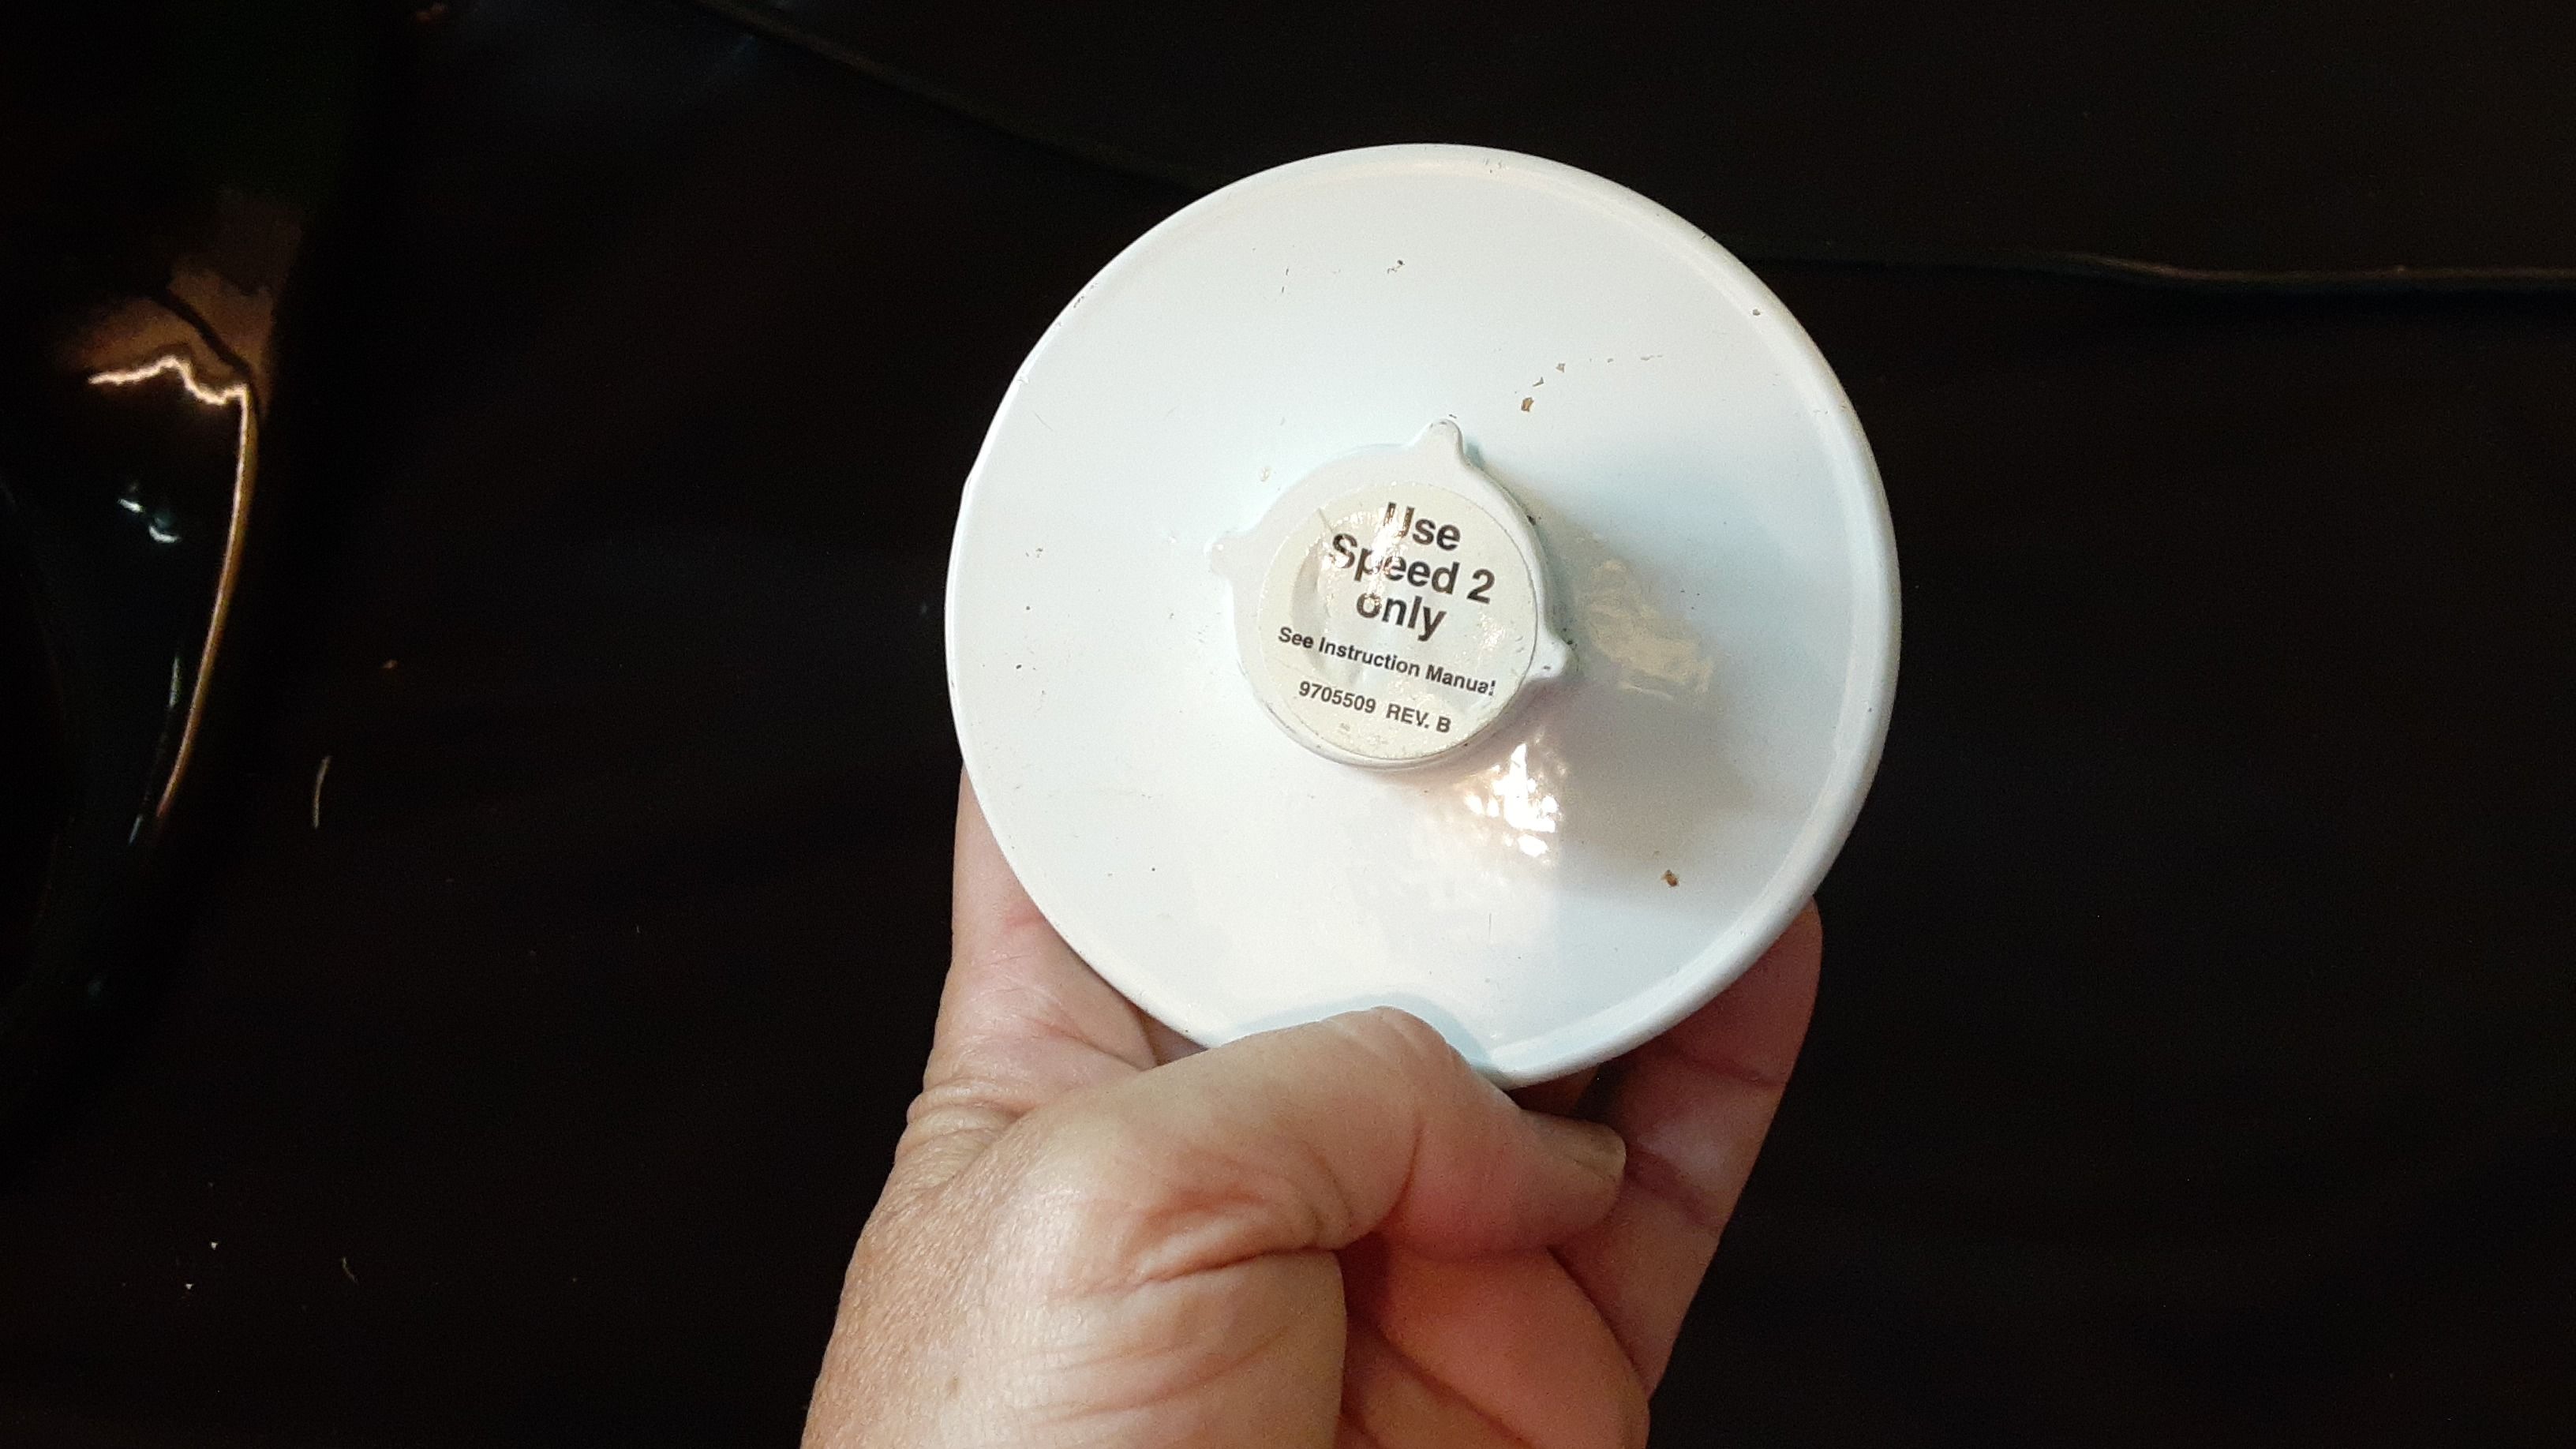 Use
Speed 2
only
See Instruction Manual
9705509 REV. B